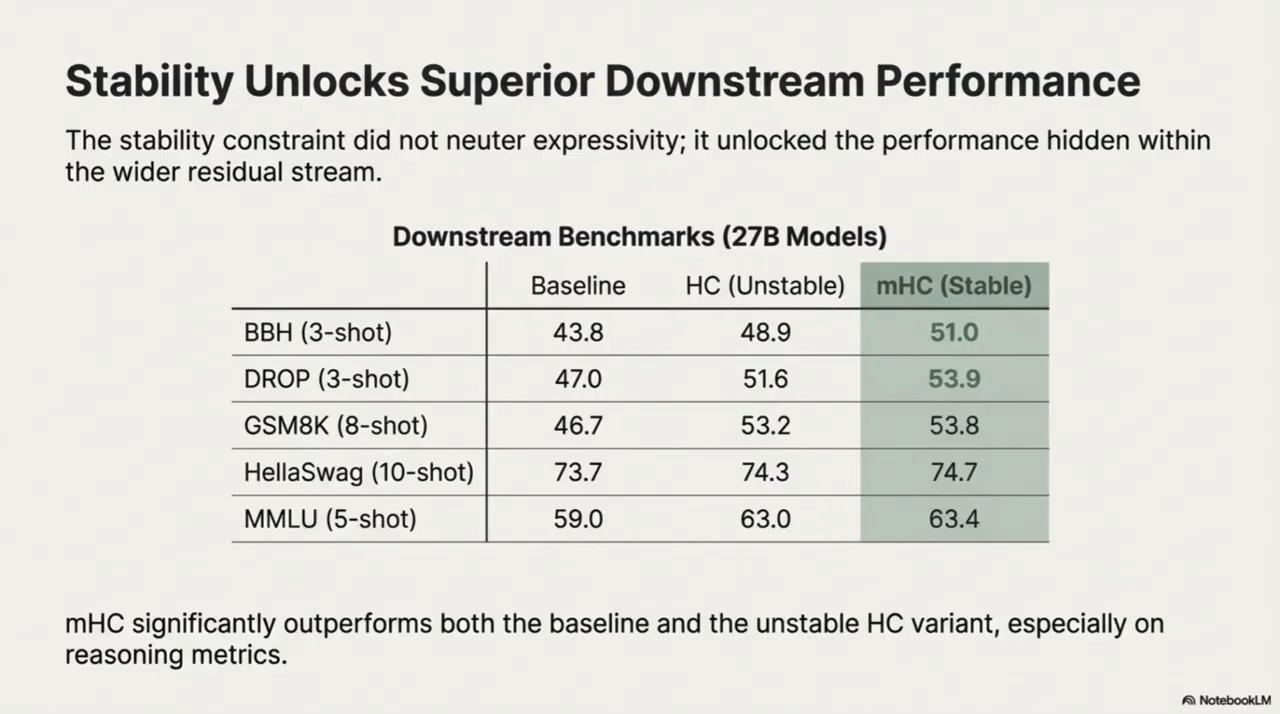 Stability Unlocks Superior Downstream Performance
The stability constraint did not neuter expressivity; it unlocked the performance hidden within
the wider residual stream.
Downstream Benchmarks (27B Models)
Baseline HC (Unstable) mHC (Stable)
BBH (3-shot) 43.8 48.9 51.0
DROP (3-shot) 47.0 51.6 53.9
GSM8K (8-shot) 46.7 53.2 53.8
HellaSwag (10-shot) 73.7 74.3 74.7
MMLU (5-shot) 59.0 63.0 63.4
mHC significantly outperforms both the baseline and the unstable HC variant, especially on
reasoning metrics.
NotebookLM